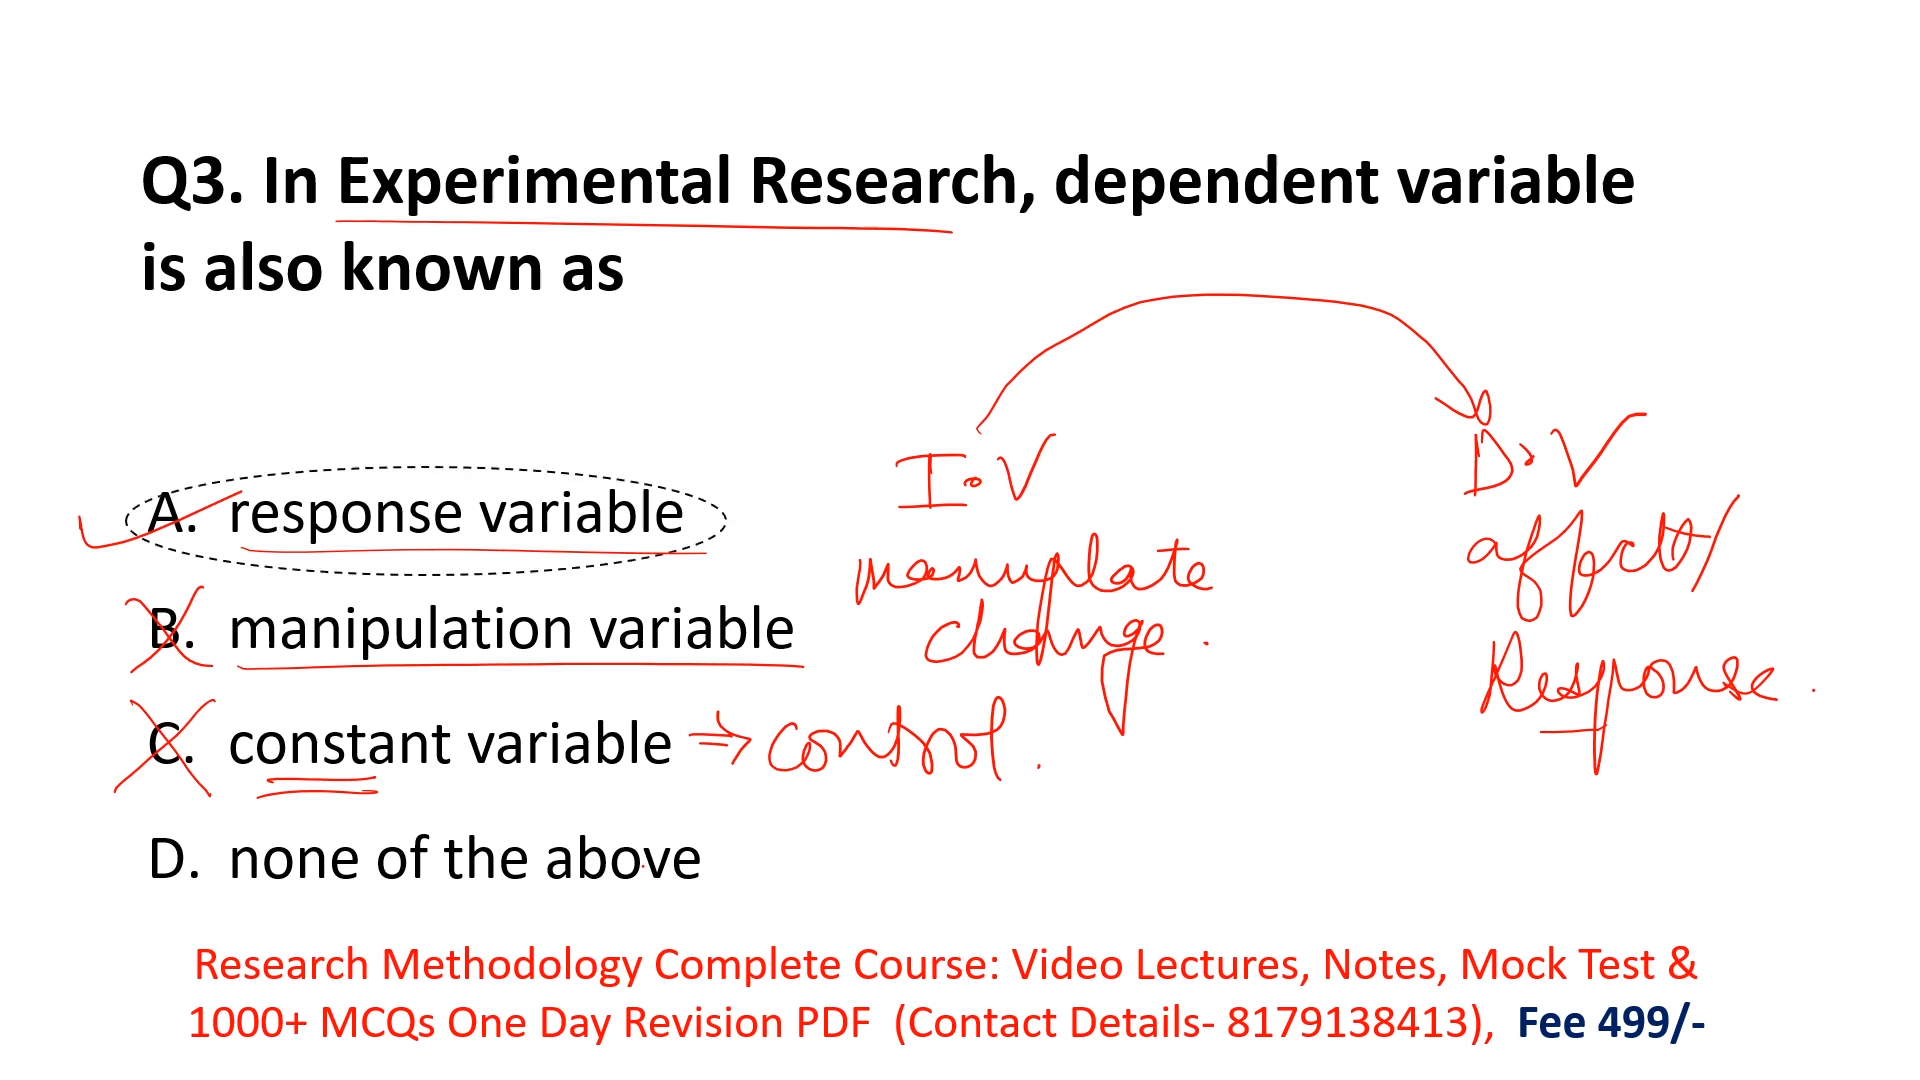 Q3. In Experimental Research, dependent variable
is also known as
I.V
D.V
A. response variable
manuplate
affects/
B. manipulation variable
change.
Response.
C. constant variable ⇒ control.
D. none of the above
Research Methodology Complete Course: Video Lectures, Notes, Mock Test &
1000+ MCQs One Day Revision PDF (Contact Details- 8179138413), Fee 499/-